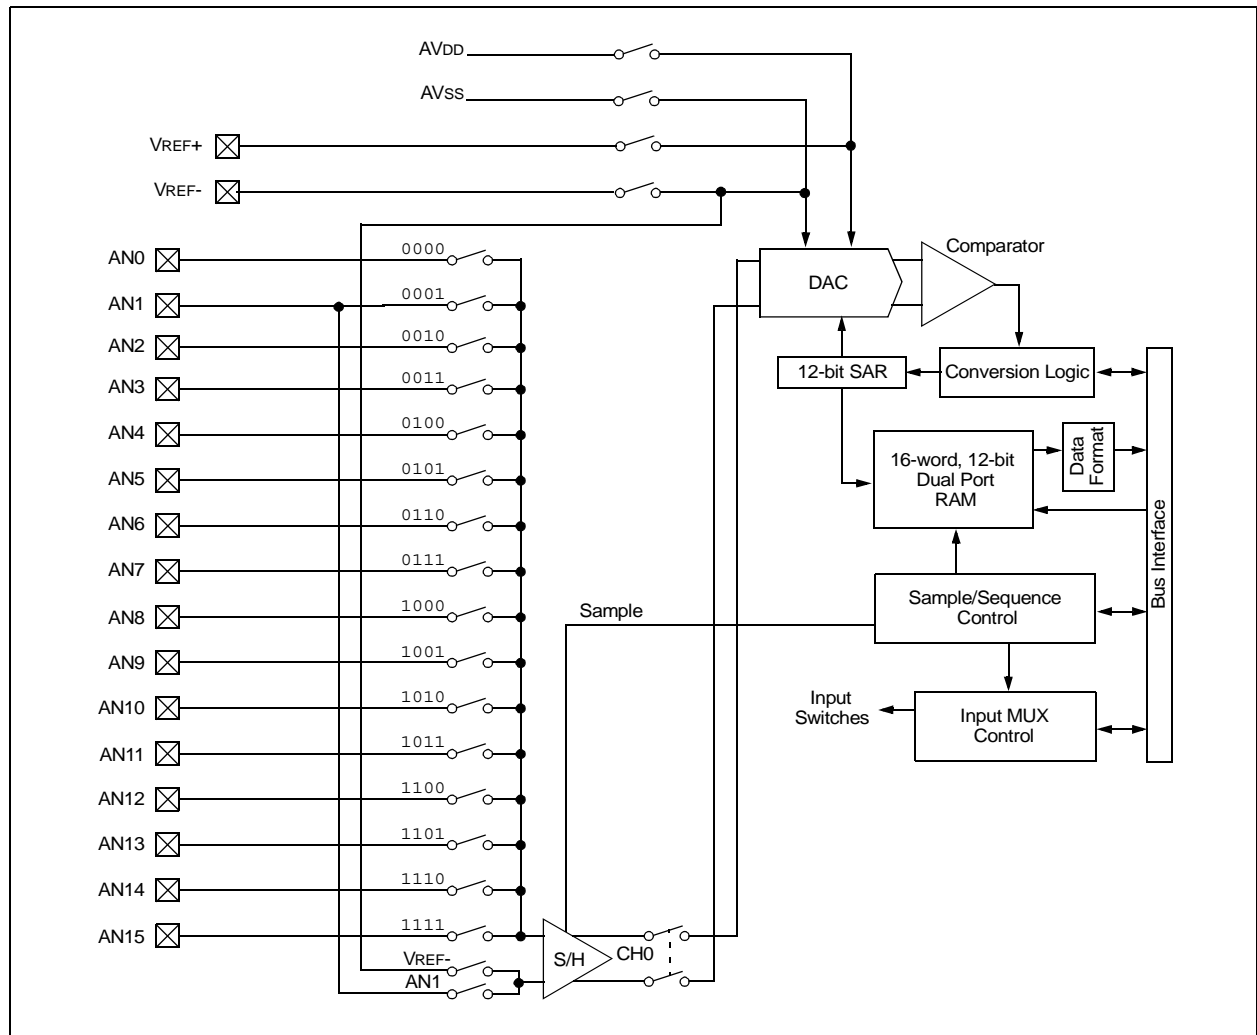 AVDD
AVSS
VREF+
VREF-
AN0
0000
AN1
0001
AN2
0010
AN3
0011
AN4
0100
AN5
0101
AN6
0110
AN7
0111
AN8
1000
AN9
1001
AN10
1010
AN11
1011
AN12
1100
AN13
1101
AN14
1110
AN15
1111
VREF-
AN1
S/H
CH0
Comparator
DAC
12-bit SAR
Conversion Logic
16-word, 12-bit
Dual Port
RAM
Data
Format
Bus Interface
Sample/Sequence
Control
Sample
Input
Switches
Input MUX
Control